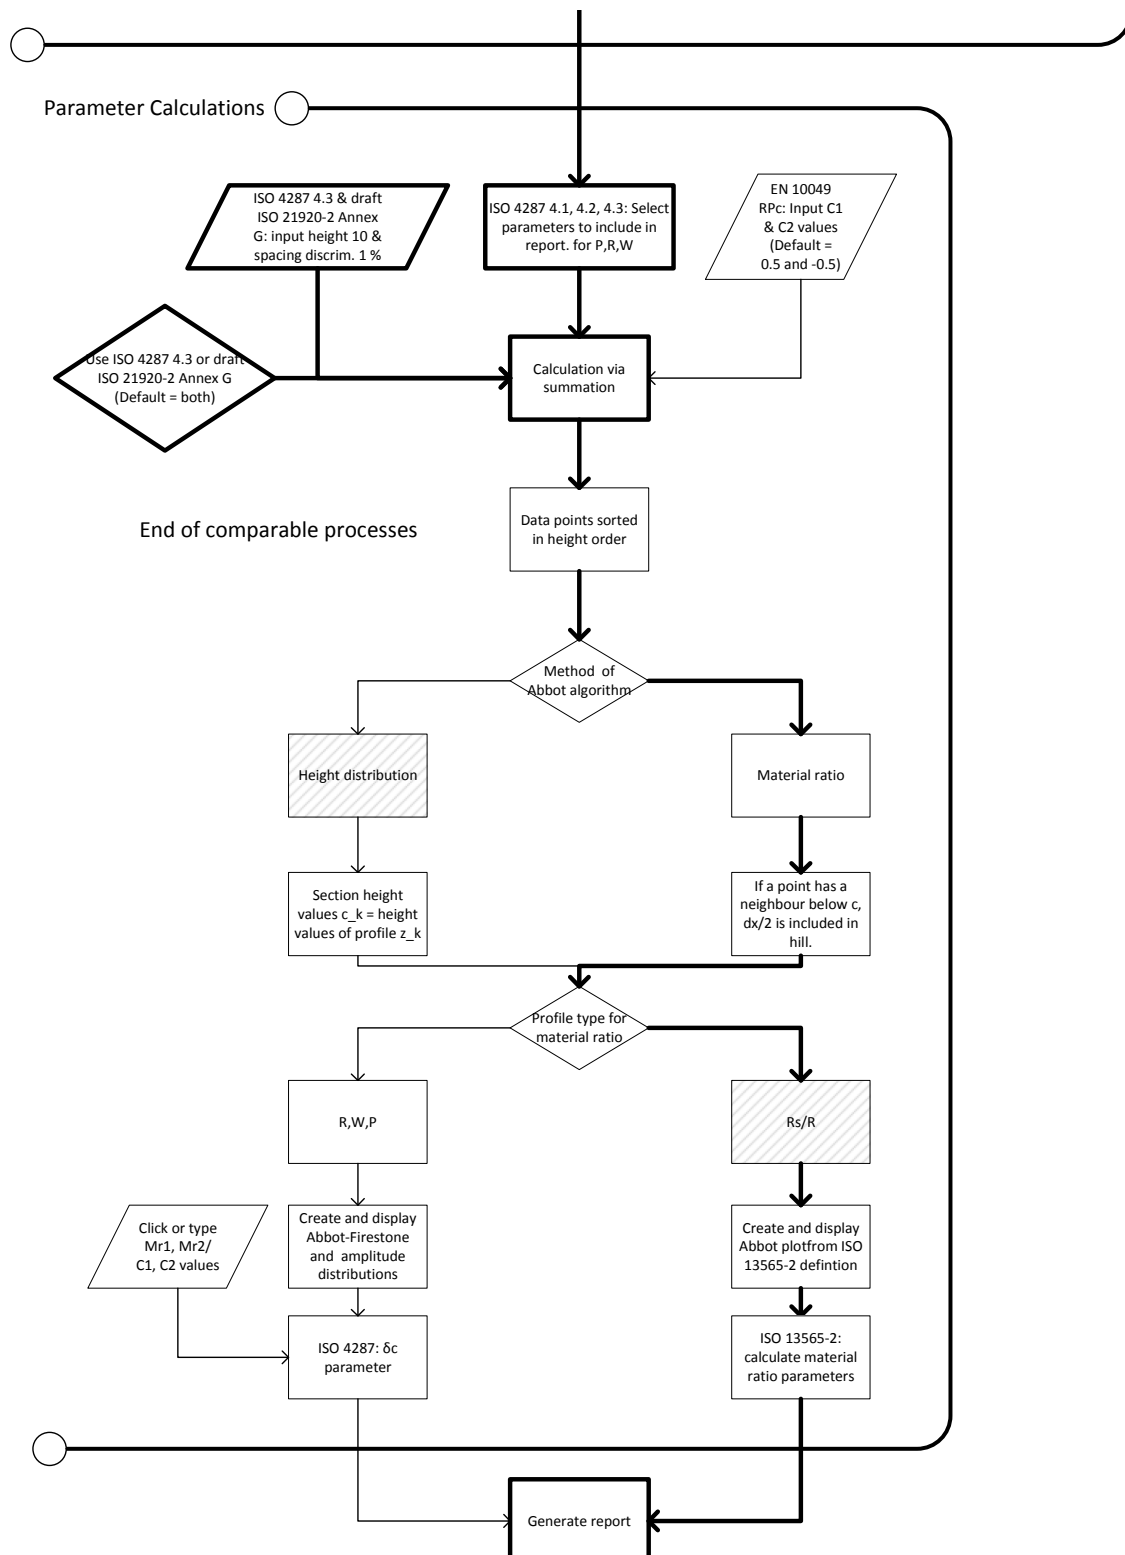 Parameter Calculations
ISO 4287 4.3 & draft
ISO 21920-2 Annex
G: input height 10 &
spacing discrim. 1 %
ISO 4287 4.1, 4.2, 4.3: Select
parameters to include in
report. for P,R,W
EN 10049
RPc: Input C1
& C2 values
(Default =
0.5 and -0.5)
Use ISO 4287 4.3 or draft
ISO 21920-2 Annex G
(Default = both)
Calculation via
summation
End of comparable processes
Data points sorted
in height order
Method of
Abbot algorithm
Height distribution
Material ratio
Section height
values c_k = height
values of profile z_k
If a point has a
neighbour below c,
dx/2 is included in
hill.
Profile type for
material ratio
R,W,P
Rs/R
Click or type
Mr1, Mr2/
C1, C2 values
Create and display
Abbot-Firestone
and amplitude
distributions
Create and display
Abbot plotfrom ISO
13565-2 defintion
ISO 4287: δc
parameter
ISO 13565-2:
calculate material
ratio parameters
Generate report